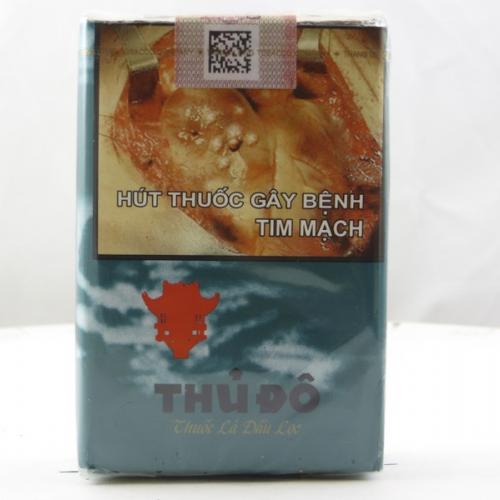 HÚT THUỐC GÂY BỆNH
TIM MẠCH
THỦ ĐÔ
Thuốc Lá Đầu Lọc